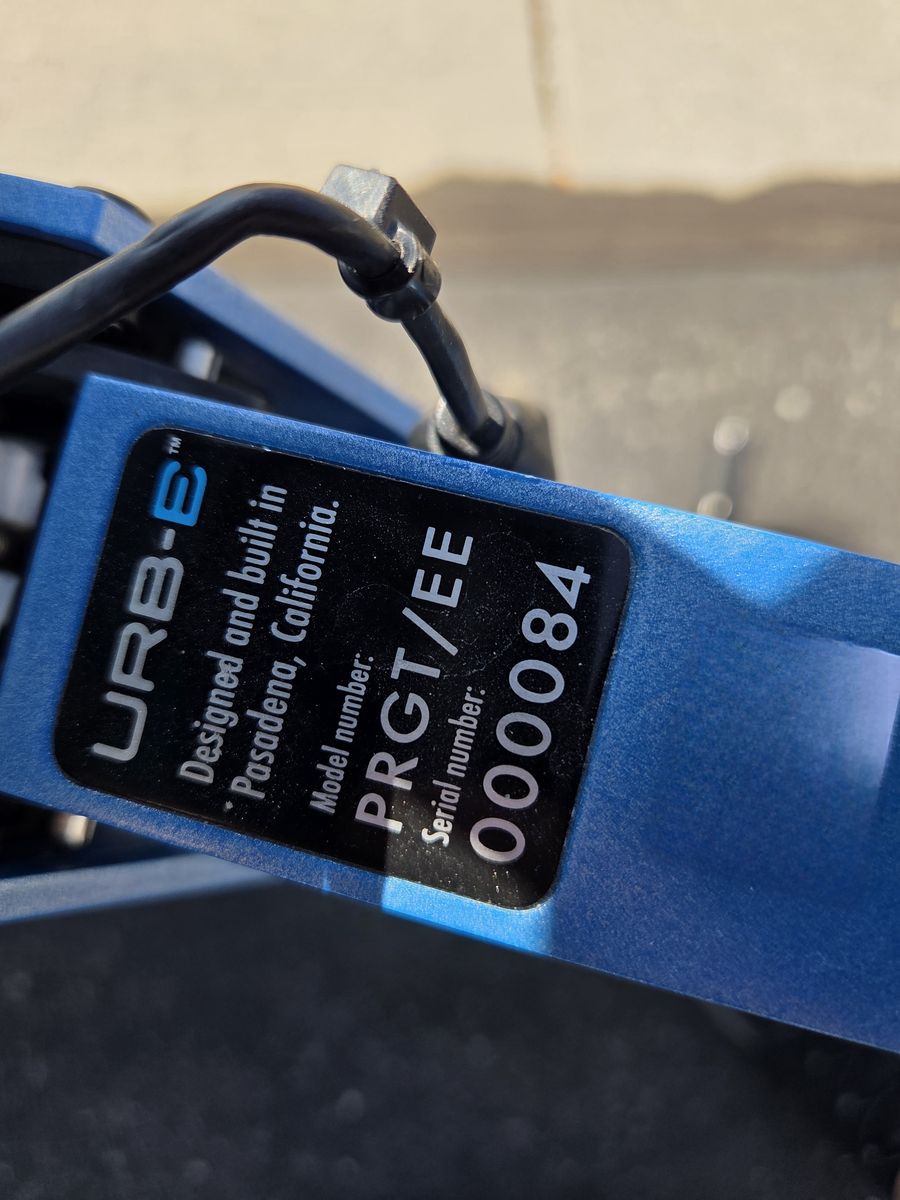 URB-E™
Designed and built in
Pasadena, California.
Model number:
PRGT/EE
Serial number:
000084